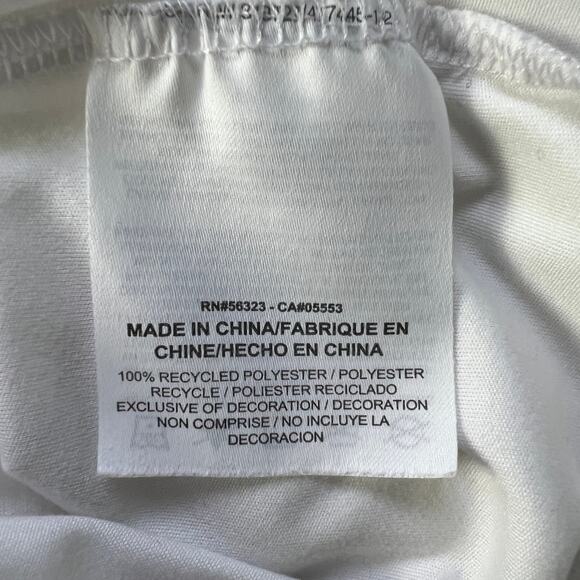 RN#56323 - CA#05553
MADE IN CHINA/FABRIQUE EN
CHINE/HECHO EN CHINA
100% RECYCLED POLYESTER / POLYESTER
RECYCLE / POLIESTER RECICLADO
EXCLUSIVE OF DECORATION / DECORATION
NON COMPRISE / NO INCLUYE LA
DECORATION